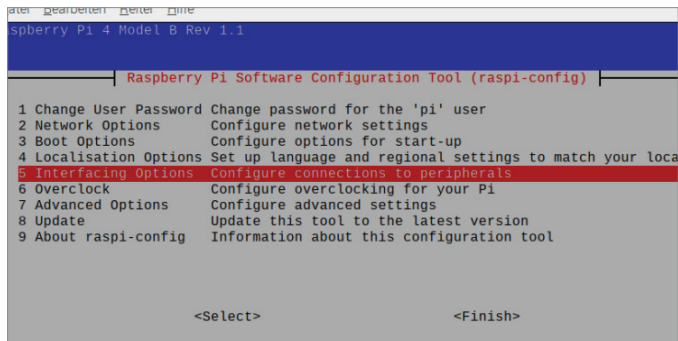 Bearbeiten Reiter Hilfe
spberry Pi 4 Model B Rev 1.1
Raspberry Pi Software Configuration Tool (raspi-config)
1 Change User Password Change password for the 'pi' user
2 Network Options Configure network settings
3 Boot Options Configure options for start-up
4 Localisation Options Set up language and regional settings to match your loca
5 Interfacing Options Configure connections to peripherals
6 Overclock Configure overclocking for your Pi
7 Advanced Options Configure advanced settings
8 Update Update this tool to the latest version
9 About raspi-config Information about this configuration tool
<Select> <Finish>